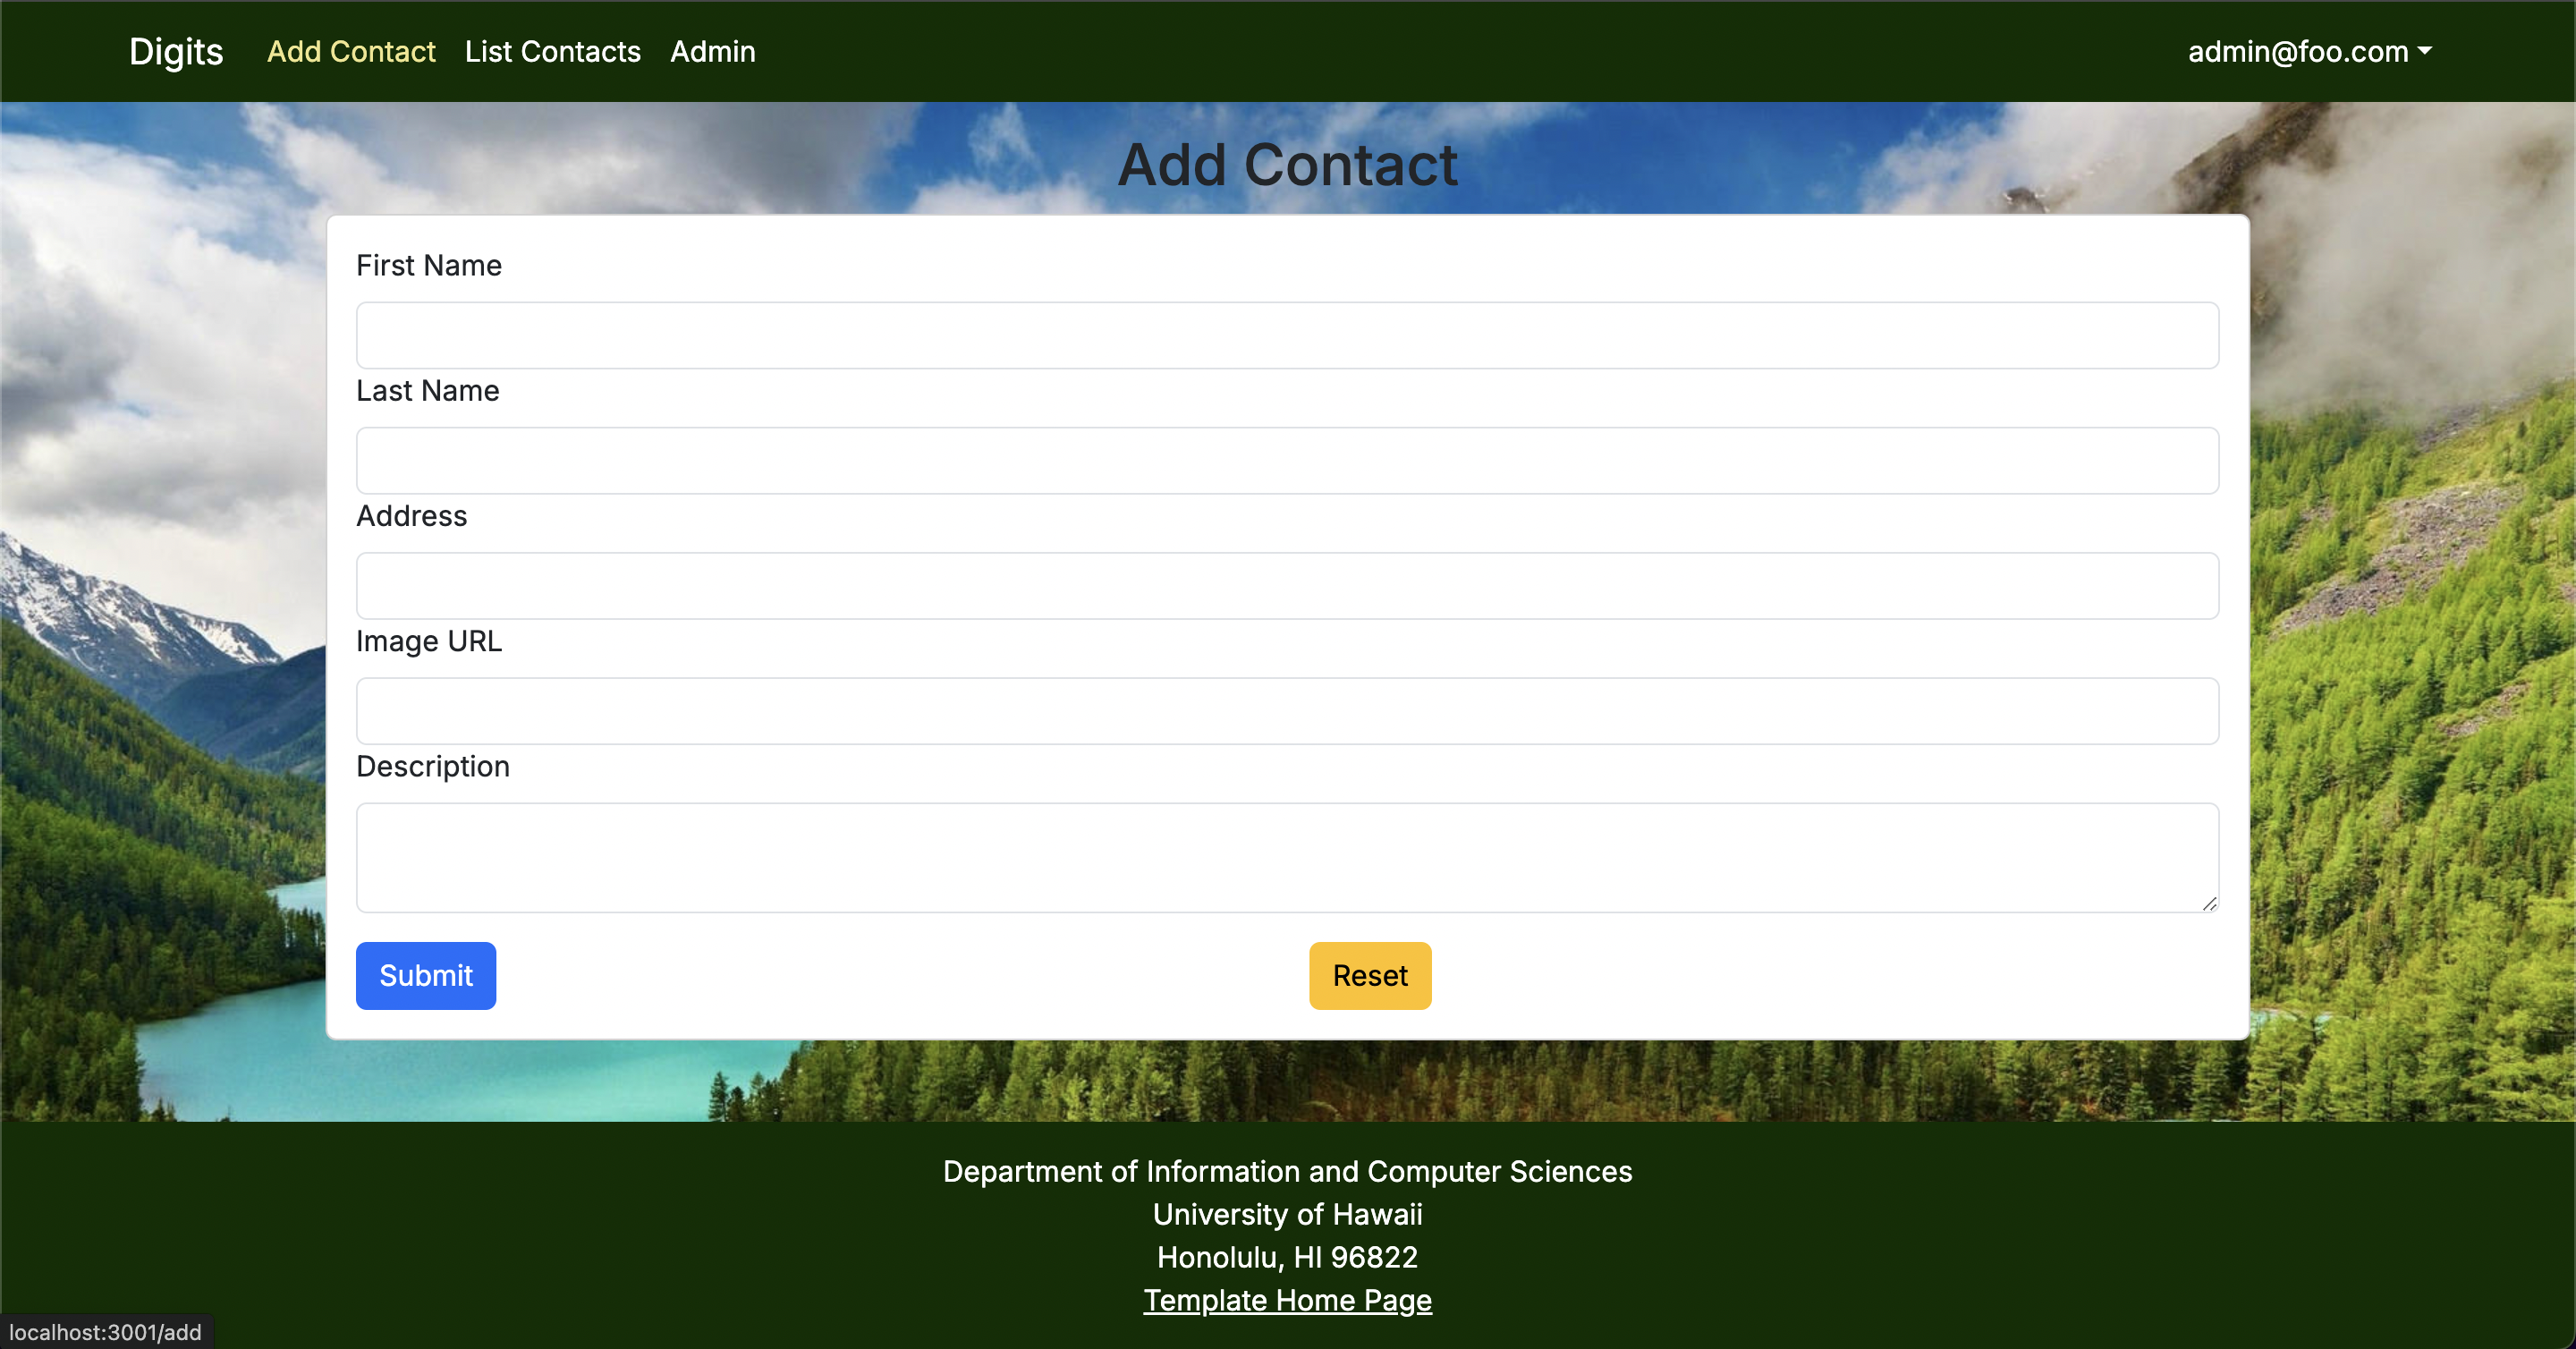 Digits Add Contact List Contacts Admin admin@foo.com
Add Contact
First Name
Last Name
Address
Image URL
Description
Submit Reset
Department of Information and Computer Sciences
University of Hawaii
Honolulu, HI 96822
Template Home Page
localhost:3001/add